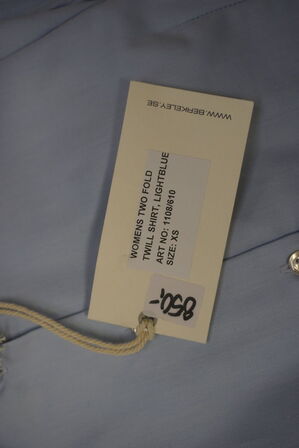 WWW.BERKELEY.SE
WOMENS TWO FOLD
TWILL SHIRT, LIGHTBLUE
ART NO: 1108/610
SIZE: XS
850,-